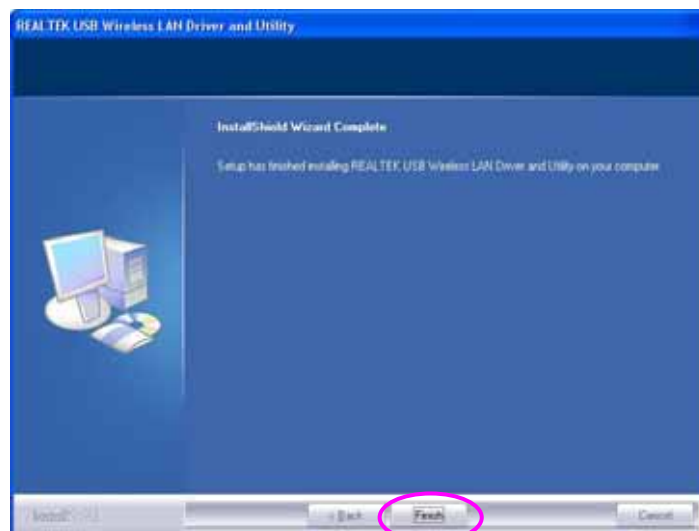 REALTEK USB Wireless LAN Driver and Utility
InstallShield Wizard Complete
Setup has finished installing REALTEK USB Wireless LAN Driver and Utility on your computer.
InstallShield
< Back
Finish
Cancel